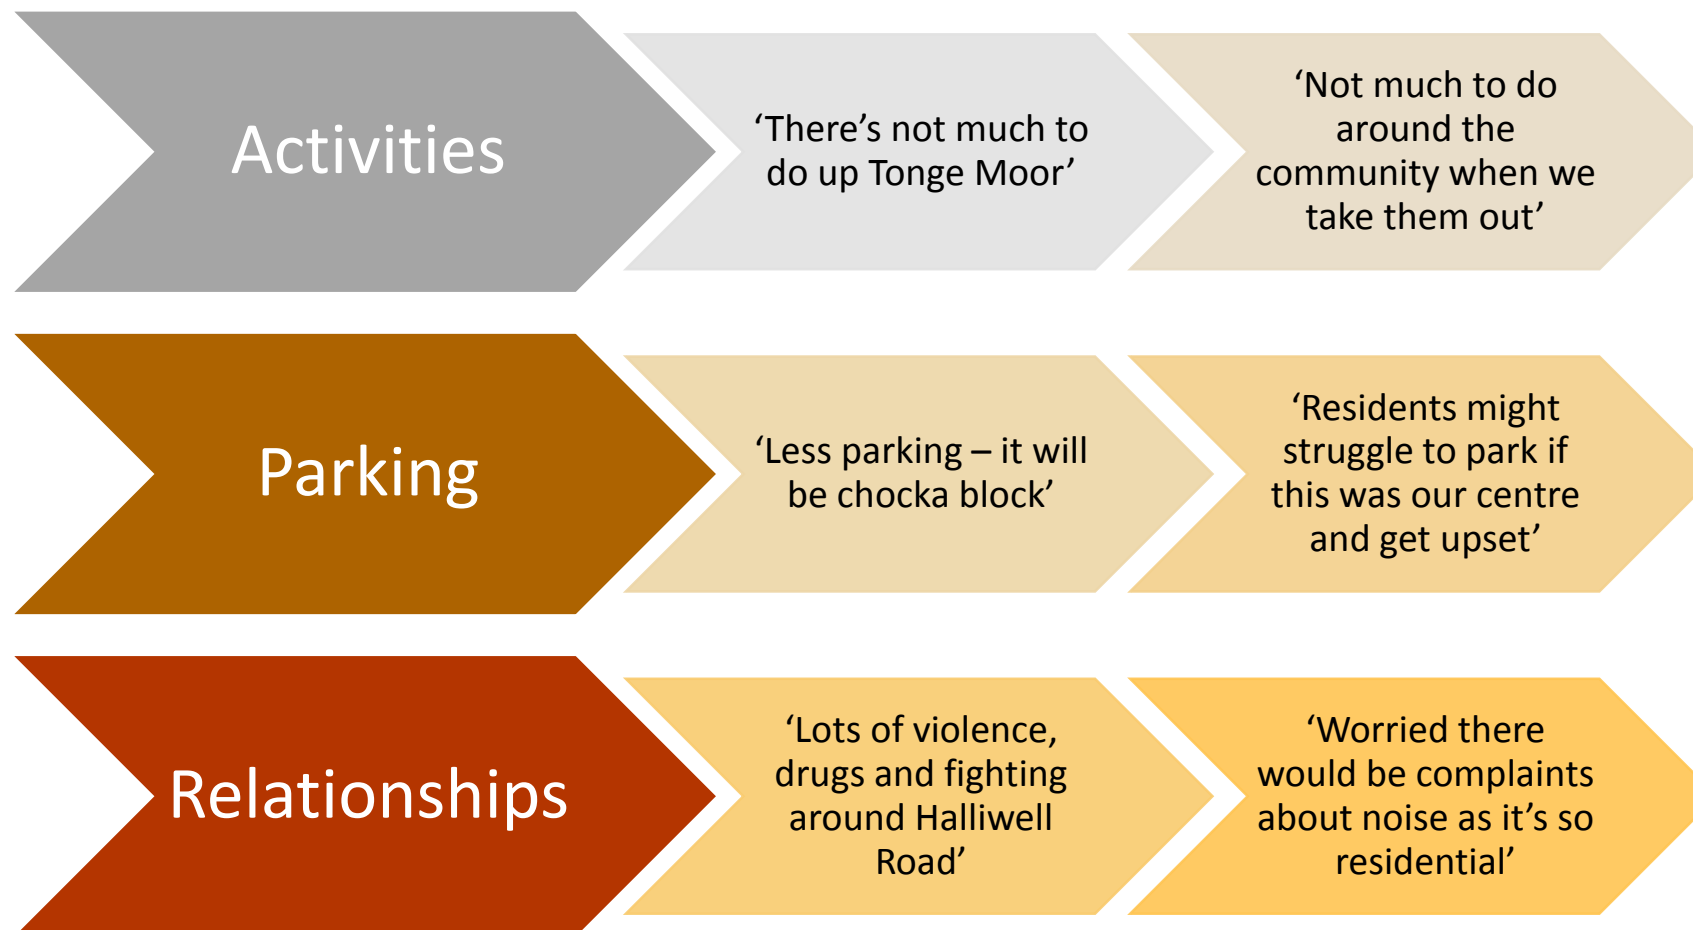 Activities
‘There’s not much to
do up Tonge Moor’
‘Not much to do
around the
community when we
take them out’
Parking
‘Less parking – it will
be chocka block’
‘Residents might
struggle to park if
this was our centre
and get upset’
Relationships
‘Lots of violence,
drugs and fighting
around Halliwell
Road’
‘Worried there
would be complaints
about noise as it’s so
residential’